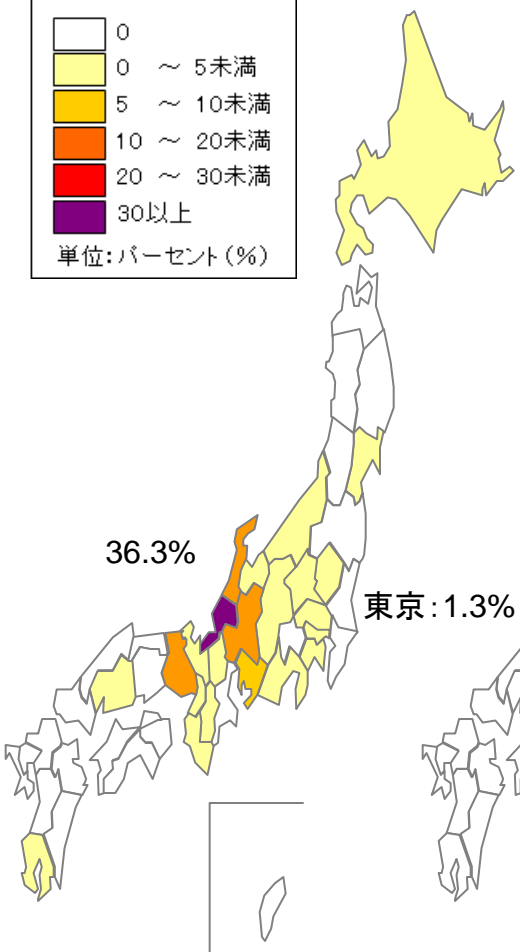 0
0 ～ 5未満
5 ～ 10未満
10 ～ 20未満
20 ～ 30未満
30以上
単位:パーセント(%)
36.3%
東京:1.3%